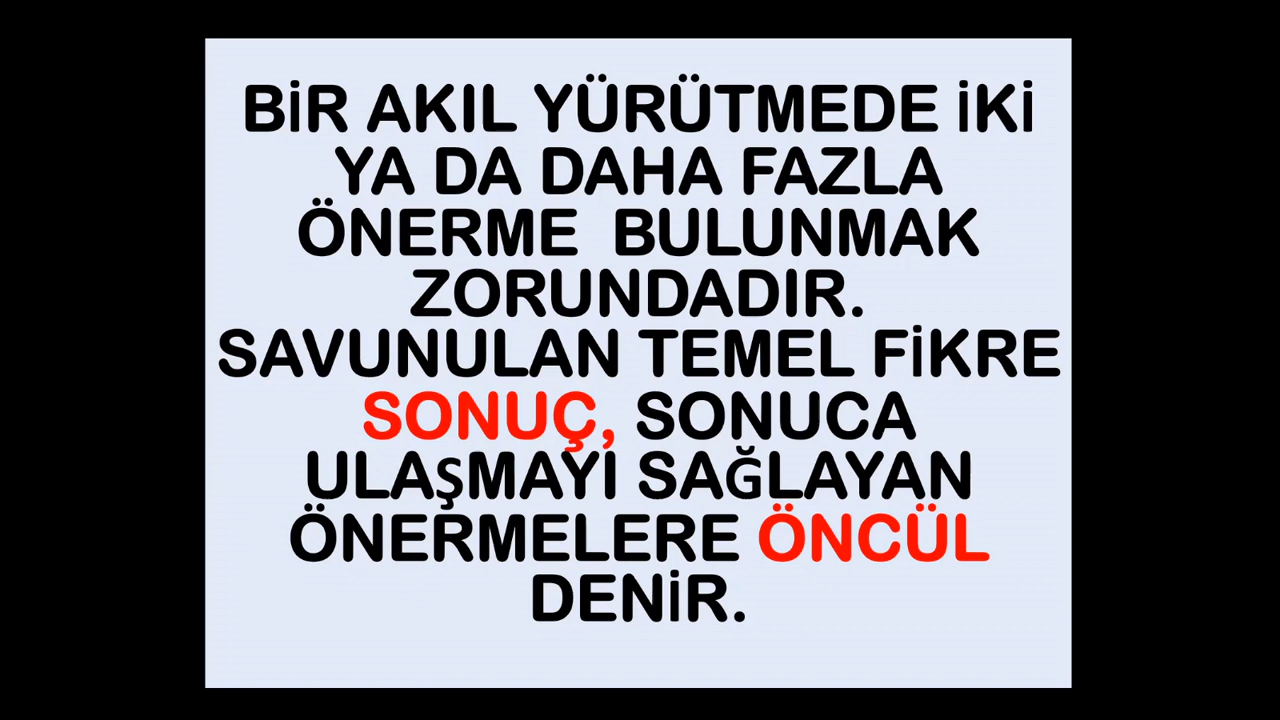 BİR AKIL YÜRÜTMEDE İKİ
YA DA DAHA FAZLA
ÖNERME BULUNMAK
ZORUNDADIR.
SAVUNULAN TEMEL FİKRE
SONUÇ, SONUCA
ULAŞMAYI SAĞLAYAN
ÖNERMELERE ÖNCÜL
DENİR.